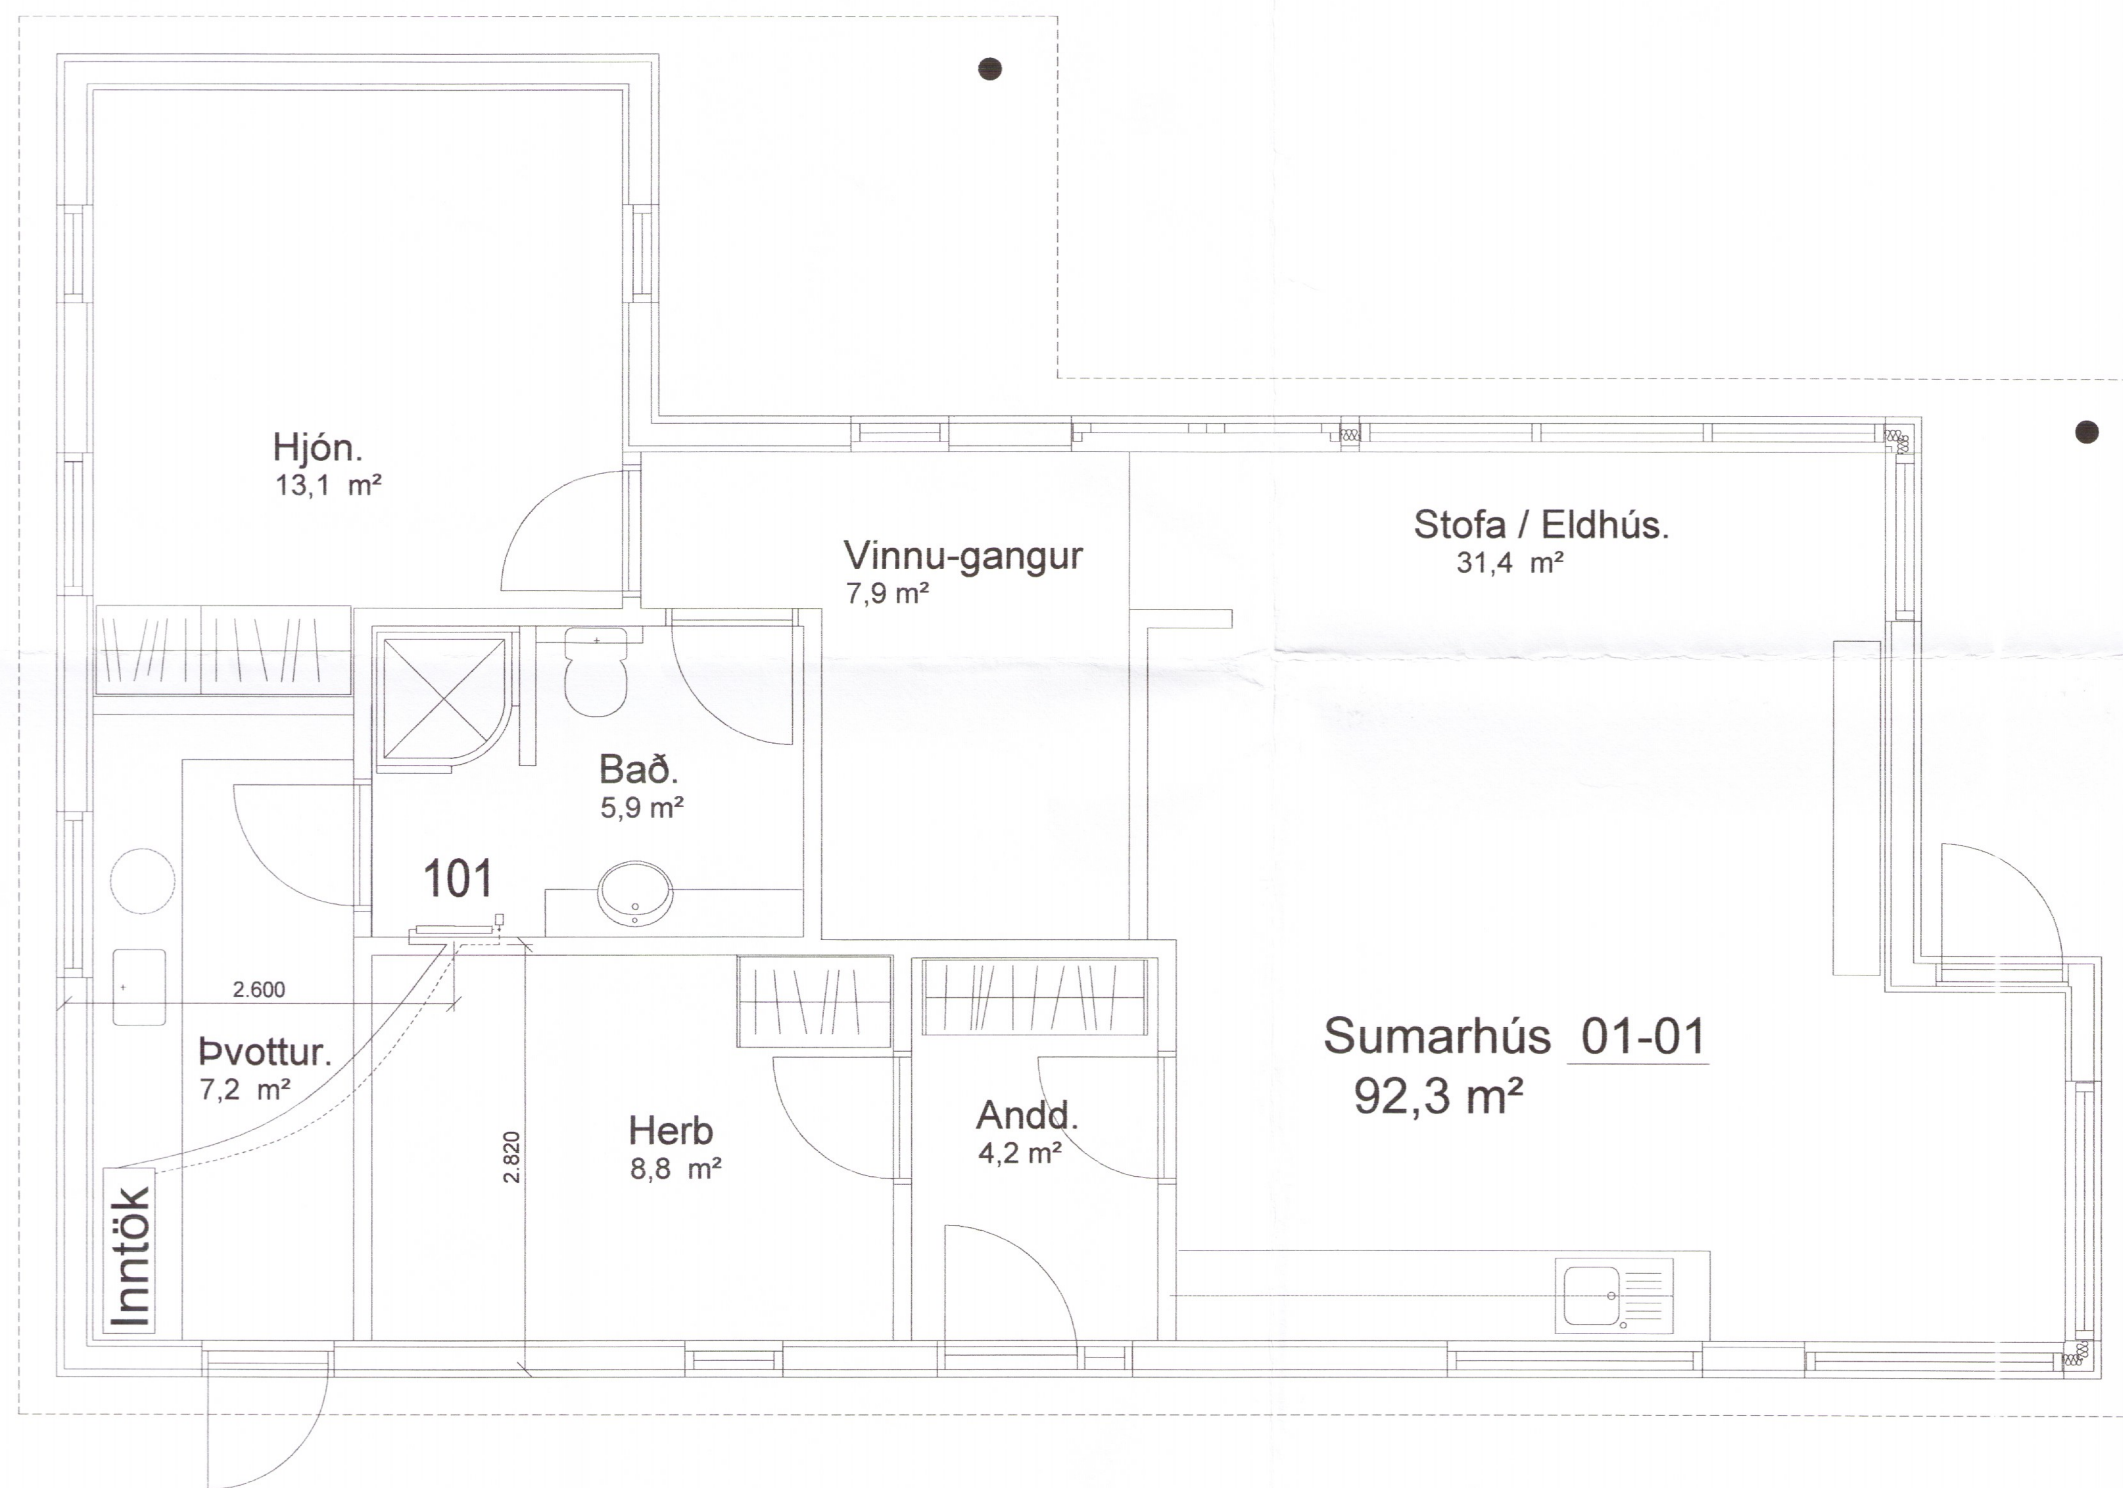 Hjón.
13,1 m²
Vinnu-gangur
7,9 m²
Stofa / Eldhús.
31,4 m²
Bað.
5,9 m²
101
2.600
Þvottur.
7,2 m²
Inntök
2.820
Herb
8,8 m²
Andd.
4,2 m²
Sumarhús 01-01
92,3 m²